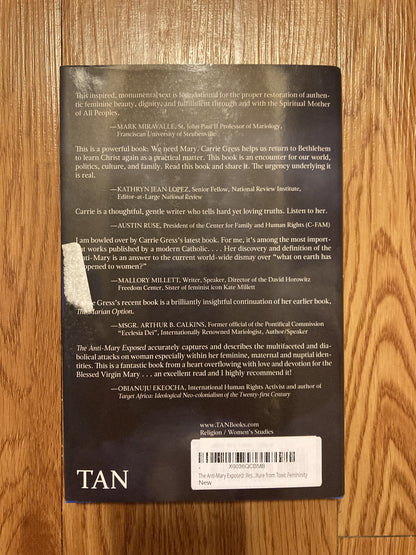 This inspired, monumental text is foundational for the proper restoration of authen-
tic feminine beauty, dignity, and fulfillment through and with the Spiritual Mother
of All Peoples.
—MARK MIRAVALLE, St. John Paul II Professor of Mariology,
Franciscan University of Steubenville
This is a powerful book: We need Mary. Carrie Gress helps us return to Bethlehem
to learn Christ again as a practical matter. This book is an encounter for our world,
politics, culture, and family. Read this book and share it. The urgency underlying it
is real.
—KATHRYN JEAN LOPEZ, Senior Fellow, National Review Institute,
Editor-at-Large National Review
Carrie is a thoughtful, gentle writer who tells hard yet loving truths. Listen to her.
—AUSTIN RUSE, President of the Center for Family and Human Rights (C-FAM)
I am bowled over by Carrie Gress's latest book. For me, it's among the most impor-
t works published by a modern Catholic. . . . Her discovery and definition of the
Anti-Mary is an answer to the current world-wide dismay over "what on earth has
ppened to women?"
—MALLORY MILLETT, Writer, Speaker, Director of the David Horowitz
Freedom Center, Sister of feminist icon Kate Millett
Gress's recent book is a brilliantly insightful continuation of her earlier book,
The Marian Option.
—MSGR. ARTHUR B. CALKINS, Former official of the Pontifical Commission
"Ecclesia Dei", Internationally Renowned Mariologist, Author/Speaker
The Anti-Mary Exposed accurately captures and describes the multifaceted and dia-
bolical attacks on woman especially within her feminine, maternal and nuptial iden-
tities. This is a fantastic book from a heart overflowing with love and devotion for the
Blessed Virgin Mary . . . an excellent read and I highly recommend it!
—OBIANUJU EKEOCHA, International Human Rights Activist and author of
Target Africa: Ideological Neo-colonialism of the Twenty-first Century
www.TANBooks.com
Religion / Women's Studies
X0036QCBMB
The Anti-Mary Exposed: Res...lture from Toxic Femininity
New
TAN